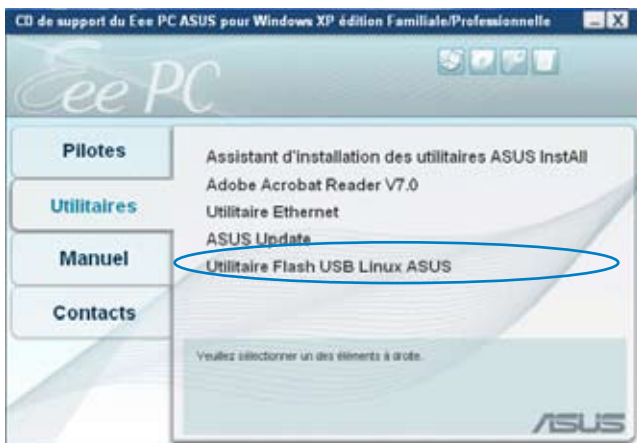 CD de support du Eee PC ASUS pour Windows XP édition Familiale/Professionnelle
Eee PC
Pilotes
Utilitaires
Manuel
Contacts
Assistant d'installation des utilitaires ASUS InstAll
Adobe Acrobat Reader V7.0
Utilitaire Ethernet
ASUS Update
Utilitaire Flash USB Linux ASUS
Veuillez sélectionner un des éléments à droite.
ASUS